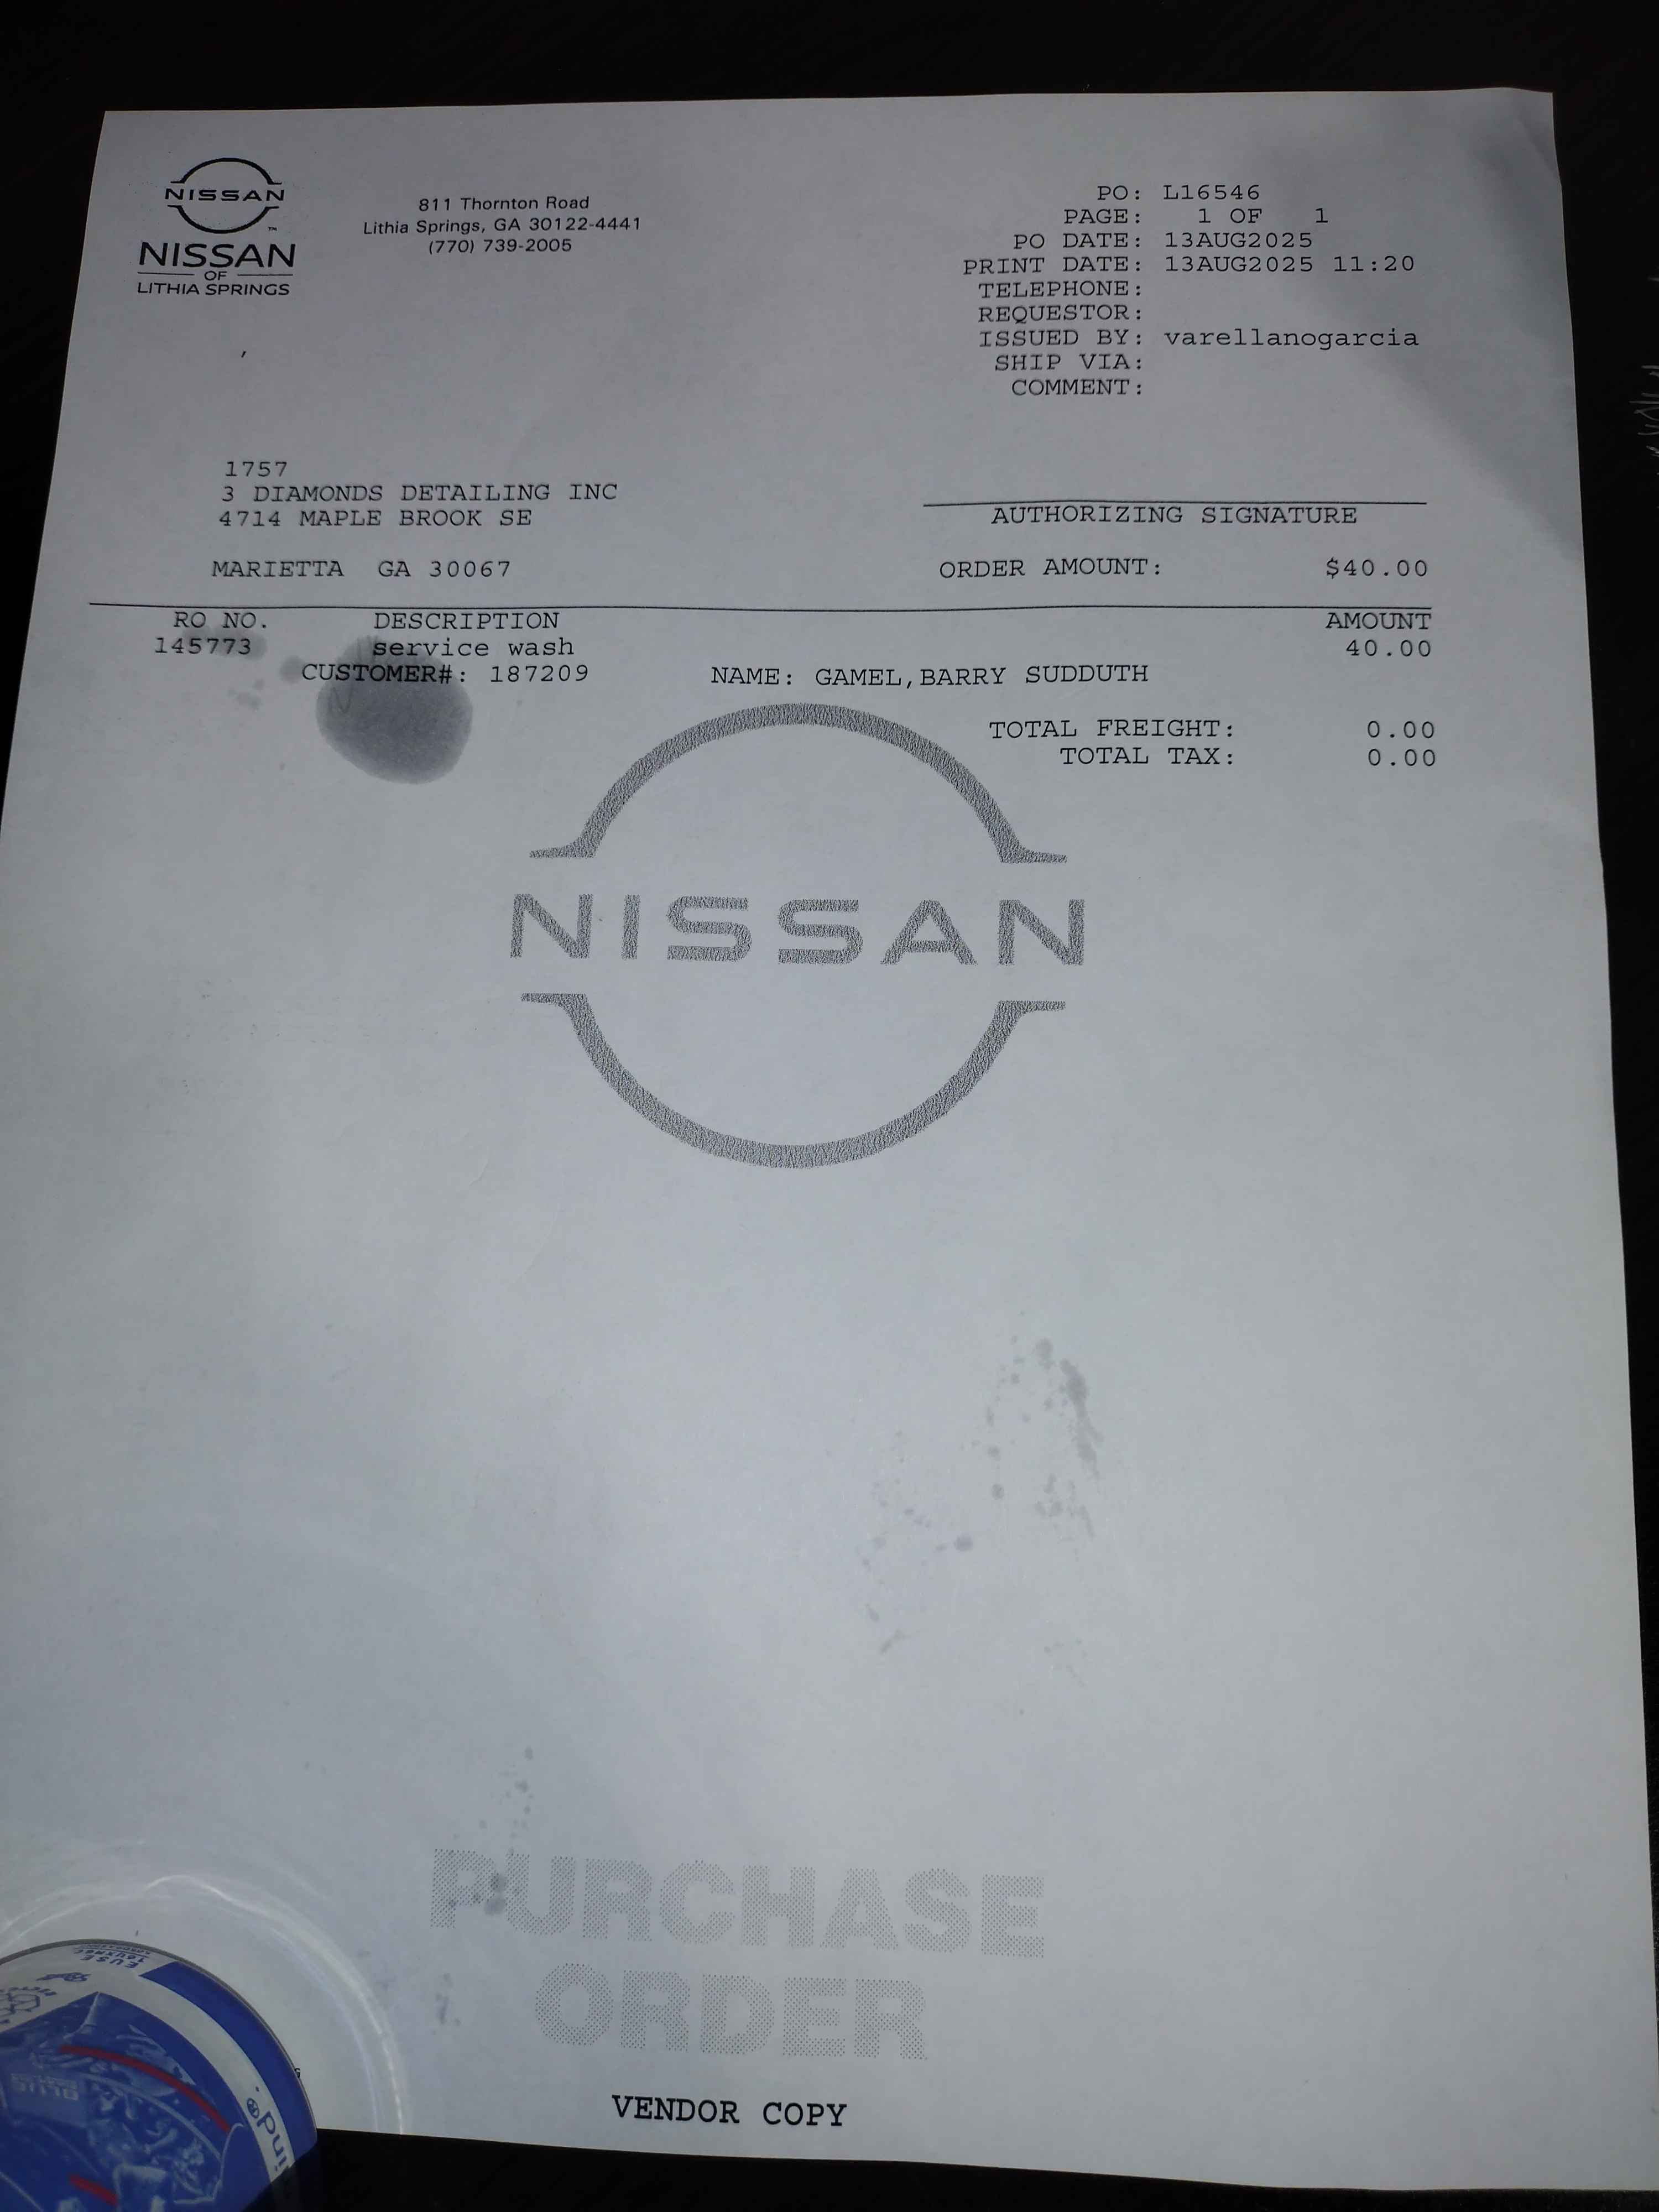 NISSAN
NISSAN
OF
LITHIA SPRINGS
811 Thornton Road
Lithia Springs, GA 30122-4441
(770) 739-2005
PO: L16546
PAGE: 1 OF 1
PO DATE: 13AUG2025
PRINT DATE: 13AUG2025 11:20
TELEPHONE:
REQUESTOR:
ISSUED BY: varellanogarcia
SHIP VIA:
COMMENT:
1757
3 DIAMONDS DETAILING INC
4714 MAPLE BROOK SE
MARIETTA GA 30067
AUTHORIZING SIGNATURE
ORDER AMOUNT: $40.00
RO NO. DESCRIPTION AMOUNT
145773 service wash 40.00
CUSTOMER#: 187209 NAME: GAMEL,BARRY SUDDUTH
TOTAL FREIGHT: 0.00
TOTAL TAX: 0.00
NISSAN
PURCHASE
ORDER
VENDOR COPY